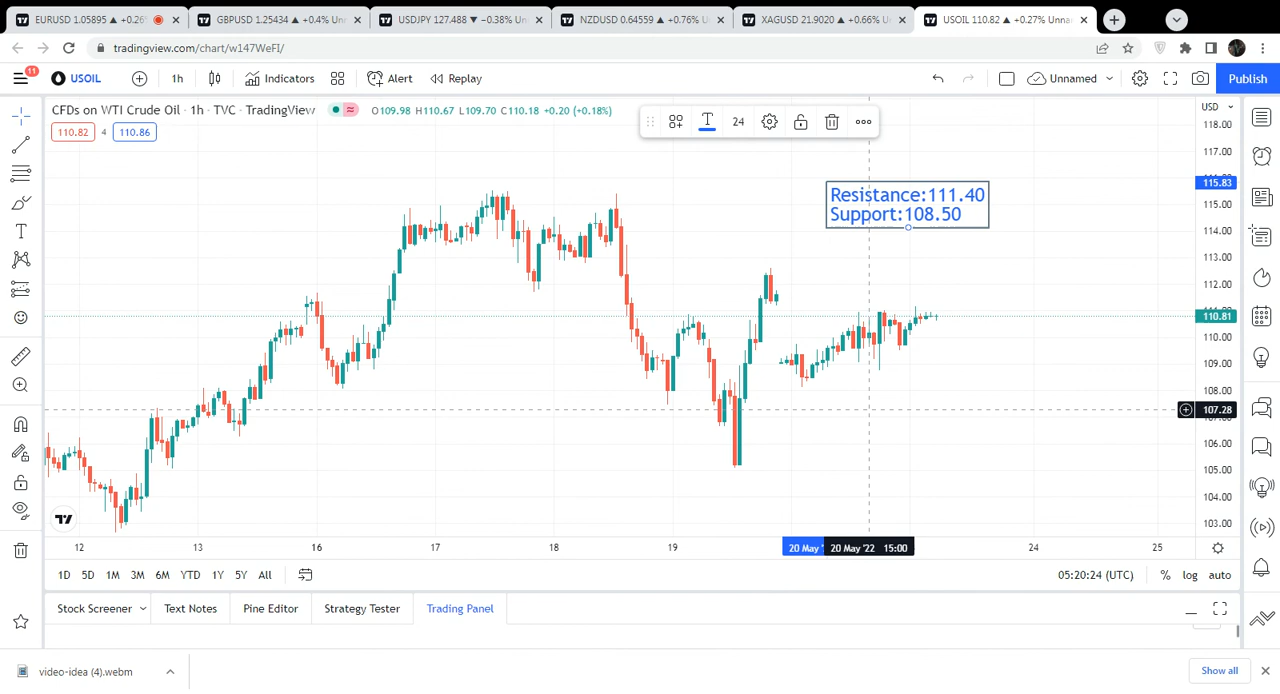 EURUSD 1.05895 ▲ +0.26
GBPUSD 1.25434 ▲ +0.4% Unn
USDJPY 127.488 ▼ −0.38% Un
NZDUSD 0.64559 ▲ +0.76% Un
XAGUSD 21.9020 ▲ +0.66% U
USOIL 110.82 ▲ +0.27% Unna
tradingview.com/chart/w147WeFI/
11
USOIL
1h
Indicators
Alert
Replay
Unnamed
Publish
CFDs on WTI Crude Oil · 1h · TVC · TradingView
O109.98 H110.67 L109.70 C110.18 +0.20 (+0.18%)
110.82 4 110.86
24
USD
118.00
117.00
115.83
115.00
114.00
113.00
112.00
110.81
110.00
109.00
108.00
107.28
106.00
105.00
104.00
103.00
Resistance:111.40
Support:108.50
12 13 16 17 18 19 20 May ' 20 May '22 15:00 24 25
1D 5D 1M 3M 6M YTD 1Y 5Y All
05:20:24 (UTC)
% log auto
Stock Screener
Text Notes
Pine Editor
Strategy Tester
Trading Panel
video-idea (4).webm
Show all